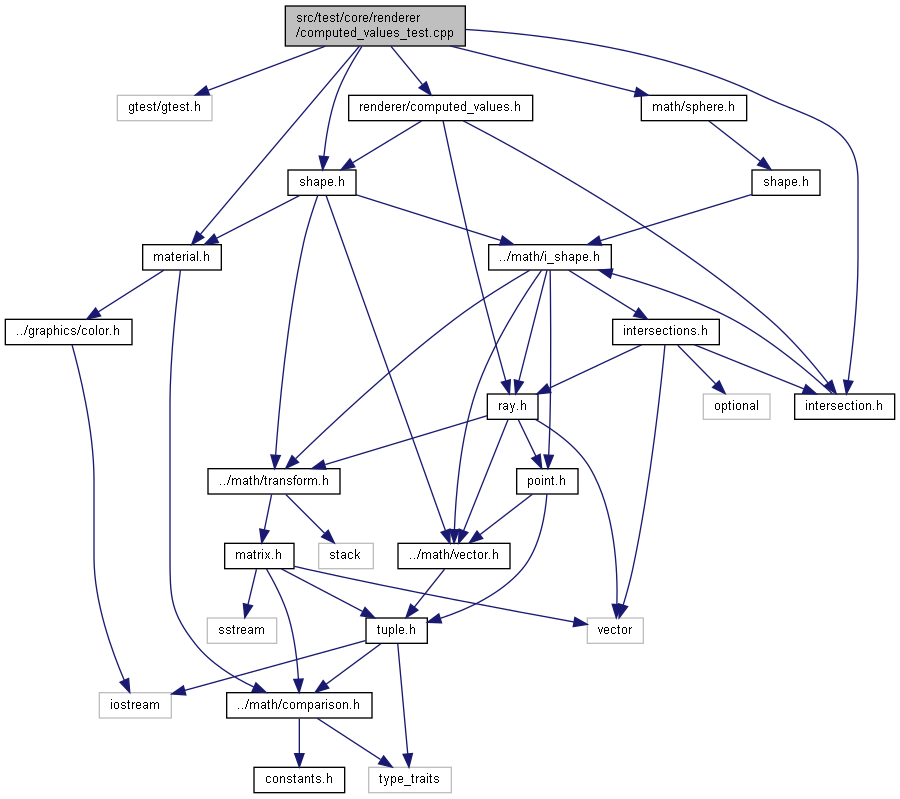 src/test/core/renderer
/computed_values_test.cpp
gtest/gtest.h
renderer/computed_values.h
math/sphere.h
shape.h
shape.h
material.h
../math/i_shape.h
../graphics/color.h
intersections.h
ray.h
optional
intersection.h
../math/transform.h
point.h
matrix.h
stack
../math/vector.h
sstream
tuple.h
vector
iostream
../math/comparison.h
constants.h
type_traits